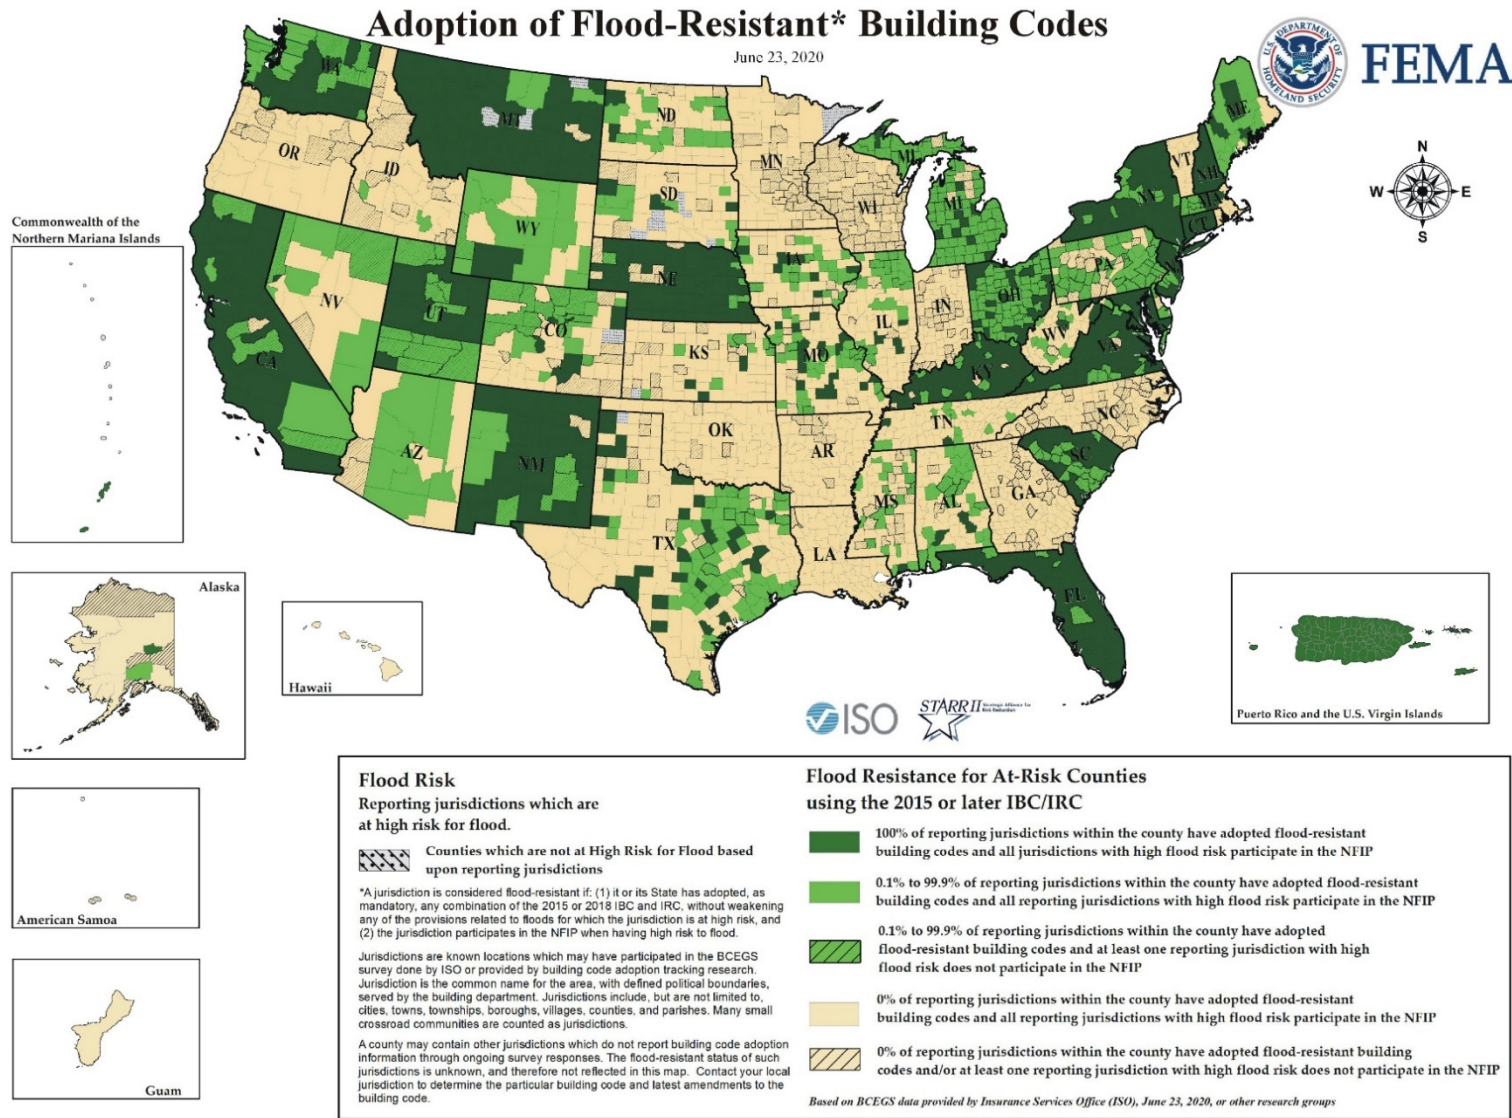 Adoption of Flood-Resistant* Building Codes
June 23, 2020
U.S. DEPARTMENT OF
HOMELAND SECURITY
FEMA
N
W
E
S
WA
MT
ND
MN
MI
ME
VT
NH
NY
MA
CT
OR
ID
SD
WI
MI
WY
IA
NE
PA
OH
IN
IL
NV
UT
CO
KS
MO
WV
VA
KY
CA
AZ
NM
OK
AR
TN
NC
SC
MS
AL
GA
TX
LA
FL
Commonwealth of the
Northern Mariana Islands
Alaska
Hawaii
American Samoa
Guam
Puerto Rico and the U.S. Virgin Islands
ISO
STARR II Strategic Alliance for
Risk Reduction
Flood Risk
Reporting jurisdictions which are
at high risk for flood.
Counties which are not at High Risk for Flood based
upon reporting jurisdictions
*A jurisdiction is considered flood-resistant if: (1) it or its State has adopted, as
mandatory, any combination of the 2015 or 2018 IBC and IRC, without weakening
any of the provisions related to floods for which the jurisdiction is at high risk, and
(2) the jurisdiction participates in the NFIP when having high risk to flood.
Jurisdictions are known locations which may have participated in the BCEGS
survey done by ISO or provided by building code adoption tracking research.
Jurisdiction is the common name for the area, with defined political boundaries,
served by the building department. Jurisdictions include, but are not limited to,
cities, towns, townships, boroughs, villages, counties, and parishes. Many small
crossroad communities are counted as jurisdictions.
A county may contain other jurisdictions which do not report building code adoption
information through ongoing survey responses. The flood-resistant status of such
jurisdictions is unknown, and therefore not reflected in this map. Contact your local
jurisdiction to determine the particular building code and latest amendments to the
building code.
Flood Resistance for At-Risk Counties
using the 2015 or later IBC/IRC
100% of reporting jurisdictions within the county have adopted flood-resistant
building codes and all jurisdictions with high flood risk participate in the NFIP
0.1% to 99.9% of reporting jurisdictions within the county have adopted flood-resistant
building codes and all reporting jurisdictions with high flood risk participate in the NFIP
0.1% to 99.9% of reporting jurisdictions within the county have adopted
flood-resistant building codes and at least one reporting jurisdiction with high
flood risk does not participate in the NFIP
0% of reporting jurisdictions within the county have adopted flood-resistant
building codes and all reporting jurisdictions with high flood risk participate in the NFIP
0% of reporting jurisdictions within the county have adopted flood-resistant building
codes and/or at least one reporting jurisdiction with high flood risk does not participate in the NFIP
Based on BCEGS data provided by Insurance Services Office (ISO), June 23, 2020, or other research groups